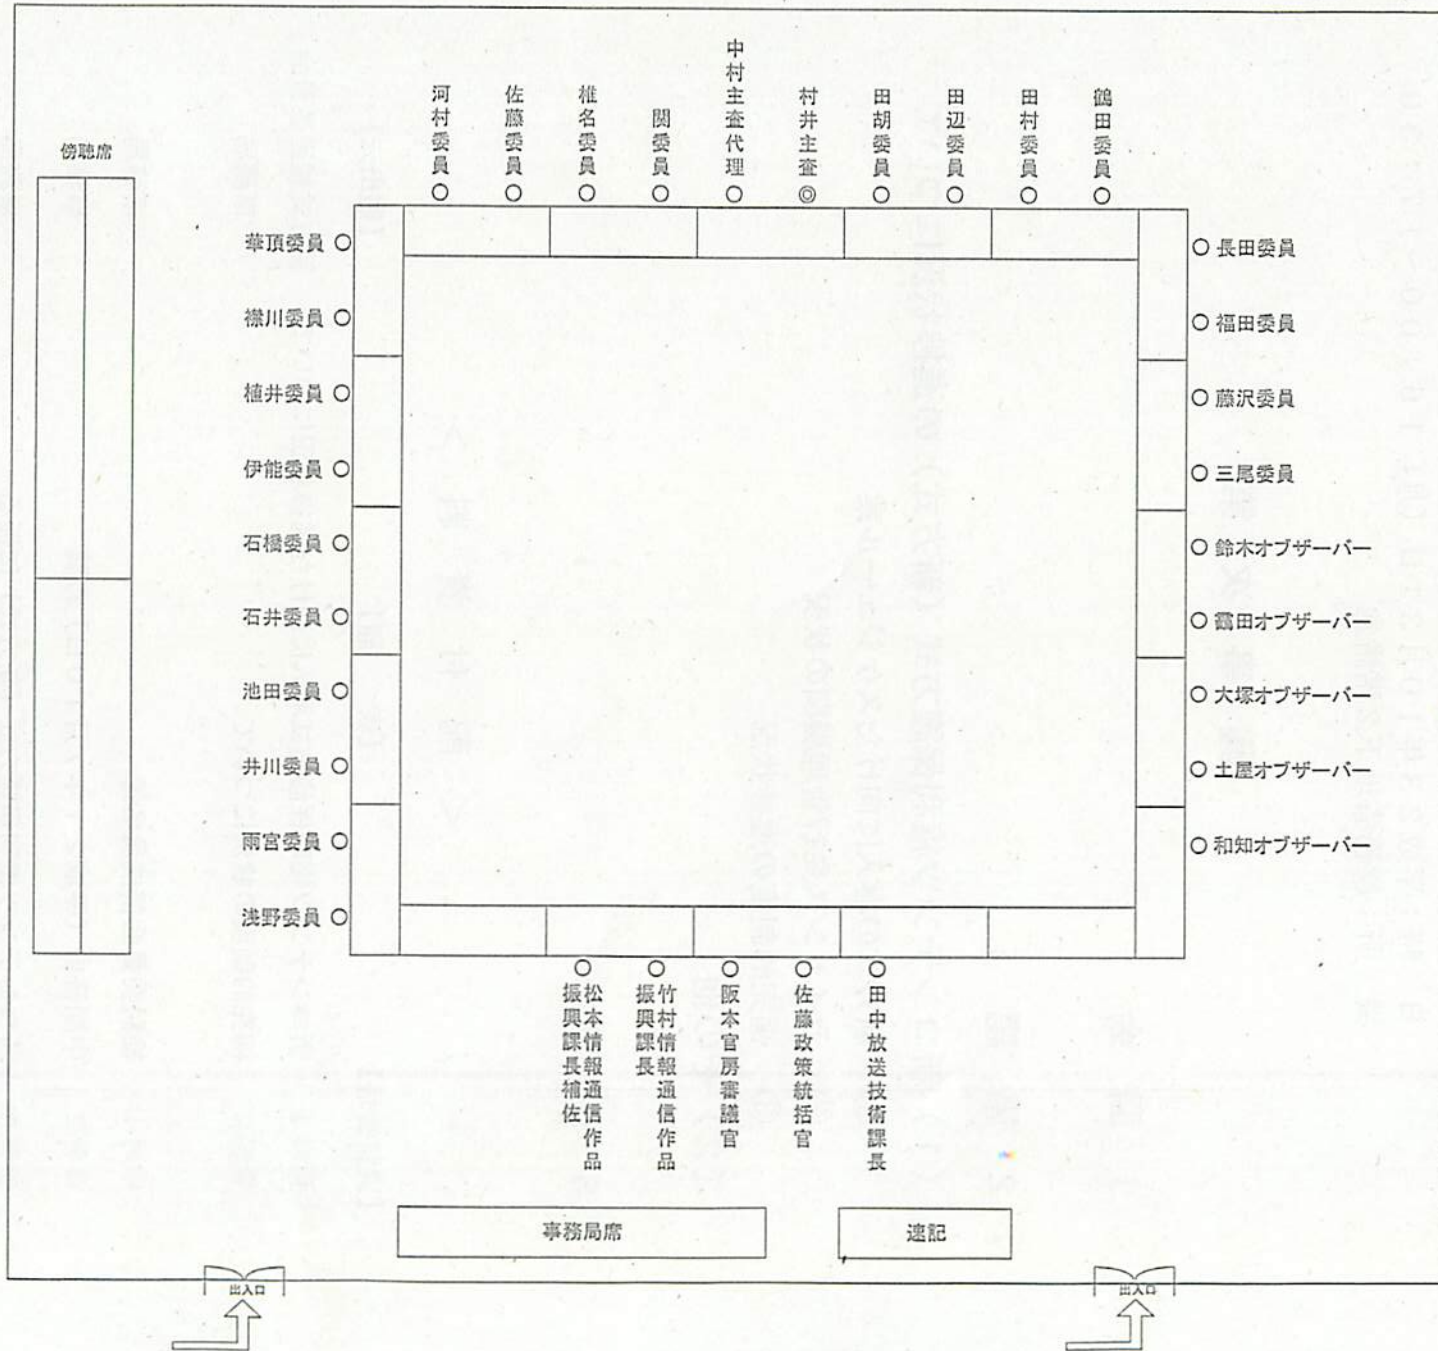 傍聴席
河村委員
佐藤委員
椎名委員
関委員
中村主査代理
村井主査
田胡委員
田辺委員
田村委員
鶴田委員
華頂委員
襟川委員
植井委員
伊能委員
石橋委員
石井委員
池田委員
井川委員
雨宮委員
浅野委員
長田委員
福田委員
藤沢委員
三尾委員
鈴木オブザーバー
靏田オブザーバー
大塚オブザーバー
土屋オブザーバー
和知オブザーバー
松本情報通信作品
振興課長補佐
竹村情報通信作品
振興課長
阪本官房審議官
佐藤政策統括官
田中放送技術課長
事務局席
速記
出入口
出入口